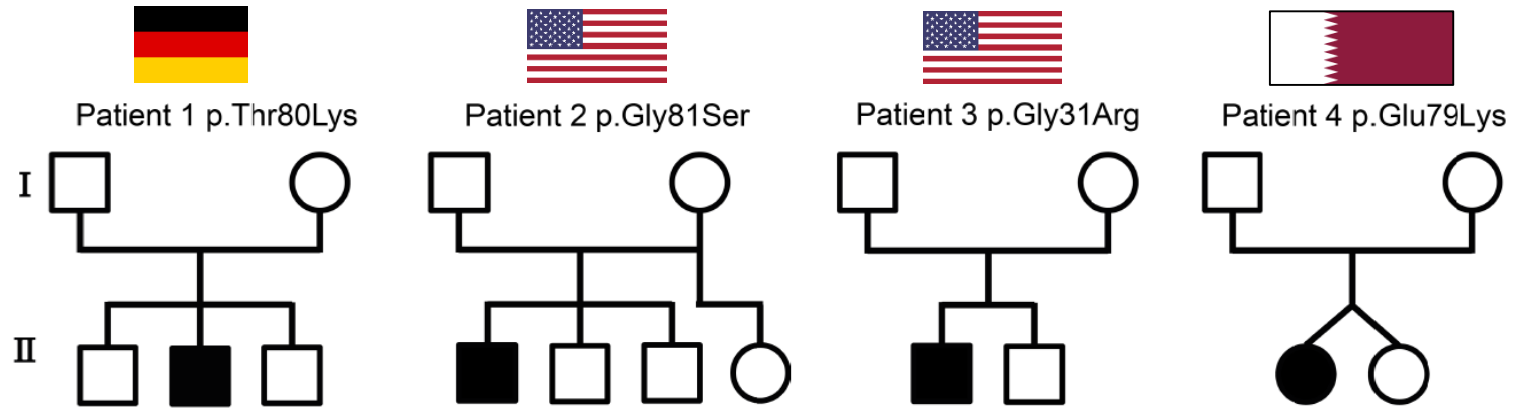 Patient 1 p.Thr80Lys
Patient 2 p.Gly81Ser
Patient 3 p.Gly31Arg
Patient 4 p.Glu79Lys
I
II